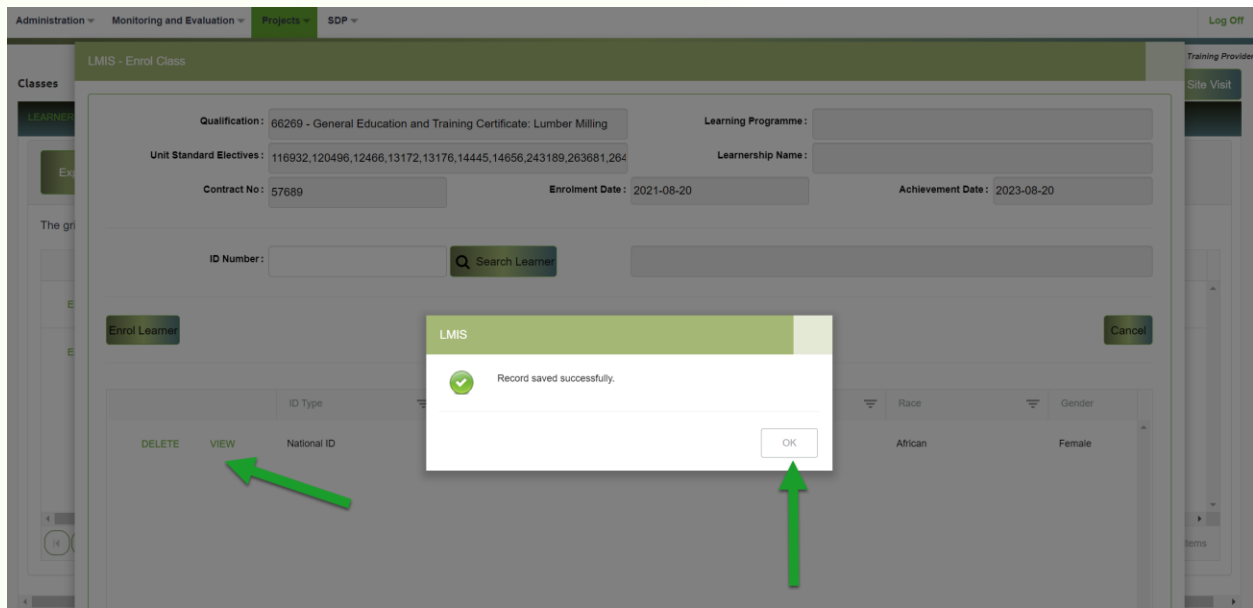 Administration Monitoring and Evaluation Projects SDP Log Off
LMIS - Enrol Class
Training Provider
Classes
Site Visit
LEARNER
Qualification: 66269 - General Education and Training Certificate: Lumber Milling Learning Programme:
Unit Standard Electives: 116932,120496,12466,13172,13176,14445,14656,243189,263681,264 Learnership Name:
Contract No: 57689 Enrolment Date: 2021-08-20 Achievement Date: 2023-08-20
The gri
ID Number: Search Learner
Enrol Learner Cancel
LMIS
Record saved successfully.
OK
ID Type Race Gender
DELETE VIEW National ID African Female